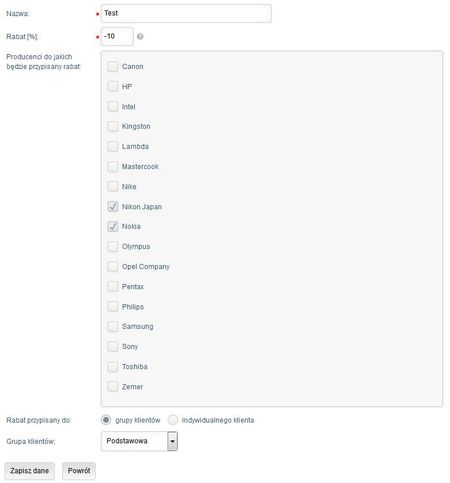 Nazwa: Test
Rabat [%]: -10
Producenci do jakich
będzie przypisany rabat:
Canon
HP
Intel
Kingston
Lambda
Mastercook
Nike
Nikon Japan
Nokia
Olympus
Opel Company
Pentax
Philips
Samsung
Sony
Toshiba
Zemer
Rabat przypisany do: grupy klientów indywidualnego klienta
Grupa klientów: Podstawowa
Zapisz dane Powrót